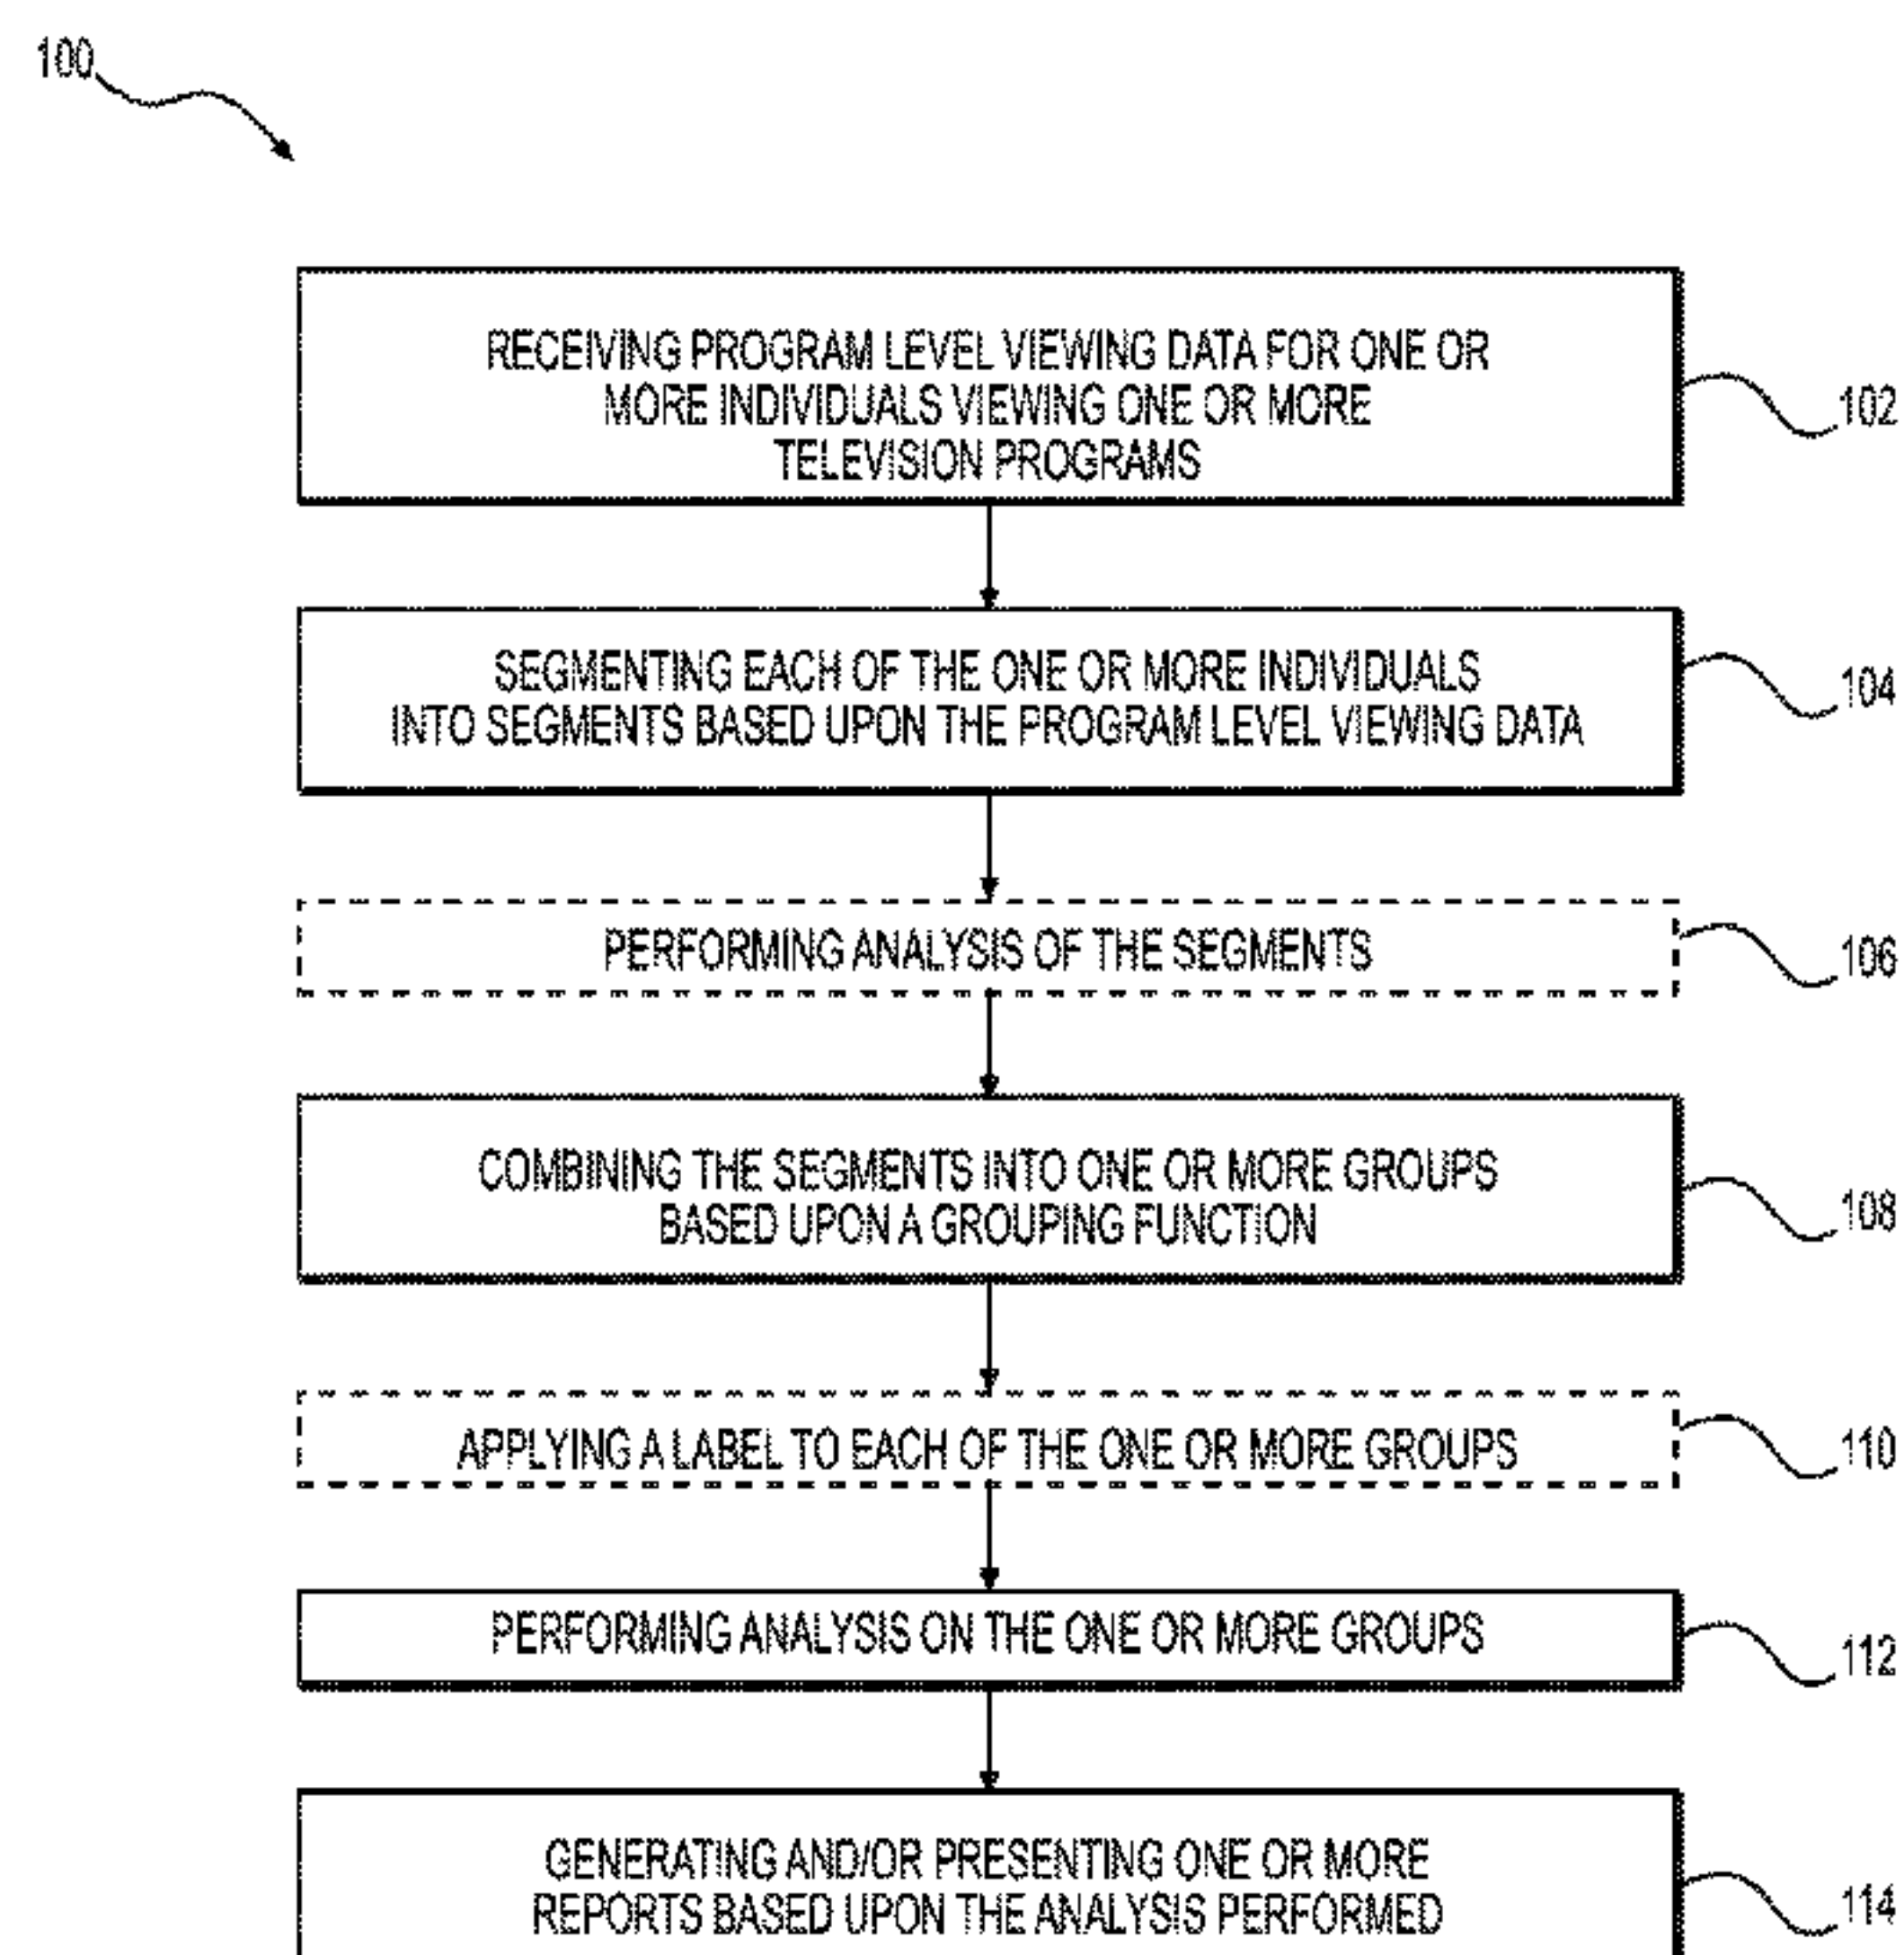 100
RECEIVING PROGRAM LEVEL VIEWING DATA FOR ONE OR
MORE INDIVIDUALS VIEWING ONE OR MORE
TELEVISION PROGRAMS
102
SEGMENTING EACH OF THE ONE OR MORE INDIVIDUALS
INTO SEGMENTS BASED UPON THE PROGRAM LEVEL VIEWING DATA
104
PERFORMING ANALYSIS OF THE SEGMENTS
106
COMBINING THE SEGMENTS INTO ONE OR MORE GROUPS
BASED UPON A GROUPING FUNCTION
108
APPLYING A LABEL TO EACH OF THE ONE OR MORE GROUPS
110
PERFORMING ANALYSIS ON THE ONE OR MORE GROUPS
112
GENERATING AND/OR PRESENTING ONE OR MORE
REPORTS BASED UPON THE ANALYSIS PERFORMED
114